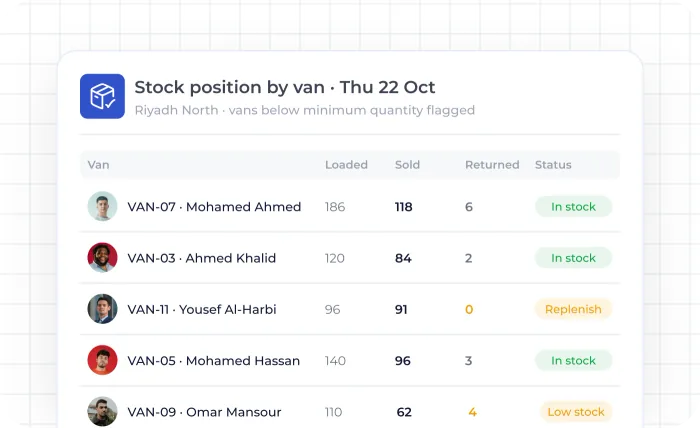 Stock position by van · Thu 22 Oct
Riyadh North · vans below minimum quantity flagged
Van Loaded Sold Returned Status
VAN-07 · Mohamed Ahmed 186 118 6 In stock
VAN-03 · Ahmed Khalid 120 84 2 In stock
VAN-11 · Yousef Al-Harbi 96 91 0 Replenish
VAN-05 · Mohamed Hassan 140 96 3 In stock
VAN-09 · Omar Mansour 110 62 4 Low stock